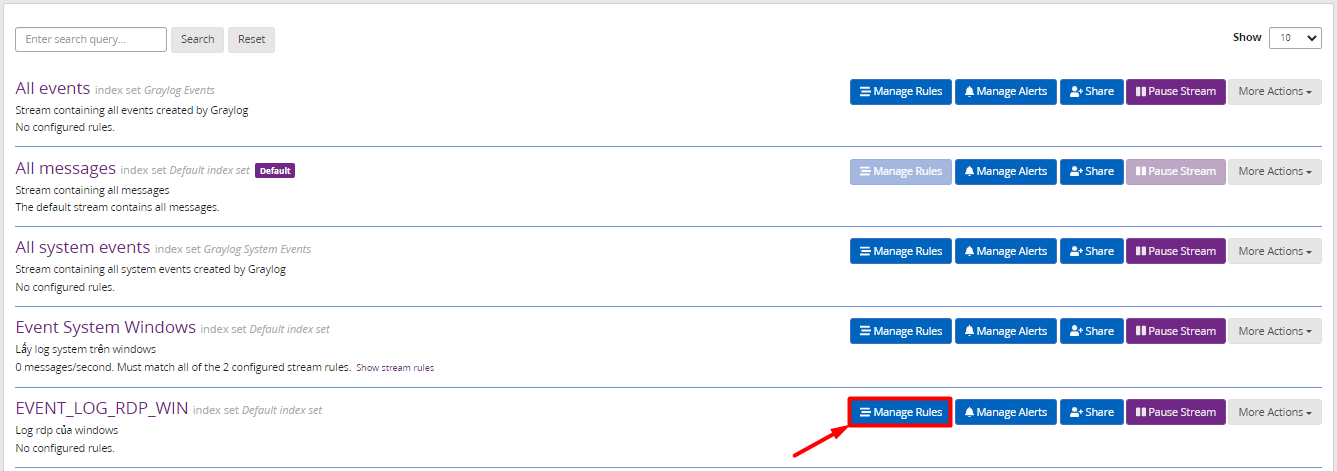 Enter search query... Search Reset Show 10
All events index set Graylog Events Manage Rules Manage Alerts Share Pause Stream More Actions
Stream containing all events created by Graylog
No configured rules.
All messages index set Default index set Default Manage Rules Manage Alerts Share Pause Stream More Actions
Stream containing all messages
The default stream contains all messages.
All system events index set Graylog System Events Manage Rules Manage Alerts Share Pause Stream More Actions
Stream containing all system events created by Graylog
No configured rules.
Event System Windows index set Default index set Manage Rules Manage Alerts Share Pause Stream More Actions
Lấy log system trên windows
0 messages/second. Must match all of the 2 configured stream rules. Show stream rules
EVENT_LOG_RDP_WIN index set Default index set Manage Rules Manage Alerts Share Pause Stream More Actions
Log rdp của windows
No configured rules.